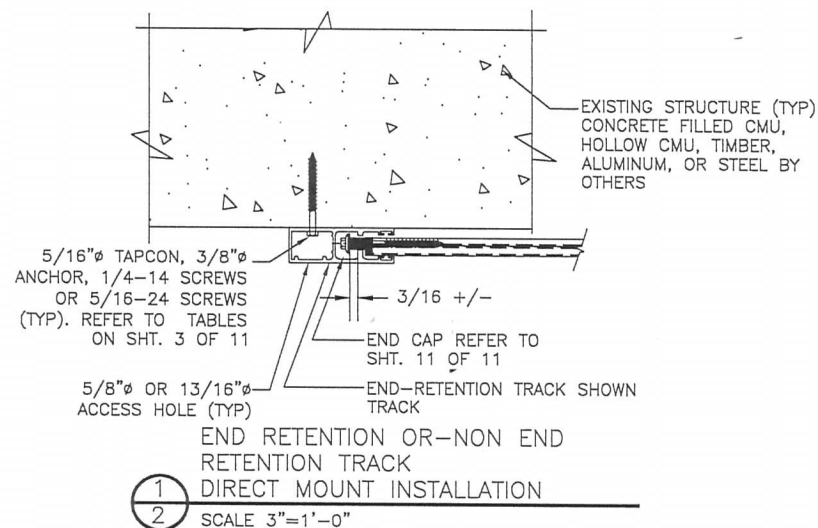 EXISTING STRUCTURE (TYP)
CONCRETE FILLED CMU,
HOLLOW CMU, TIMBER,
ALUMINUM, OR STEEL BY
OTHERS
5/16"ø TAPCON, 3/8"ø
ANCHOR, 1/4-14 SCREWS
OR 5/16-24 SCREWS
(TYP). REFER TO TABLES
ON SHT. 3 OF 11
3/16 +/-
END CAP REFER TO
SHT. 11 OF 11
5/8"ø OR 13/16"ø
ACCESS HOLE (TYP)
END-RETENTION TRACK SHOWN
TRACK
END RETENTION OR-NON END
RETENTION TRACK
1 DIRECT MOUNT INSTALLATION
2 SCALE 3"=1'-0"